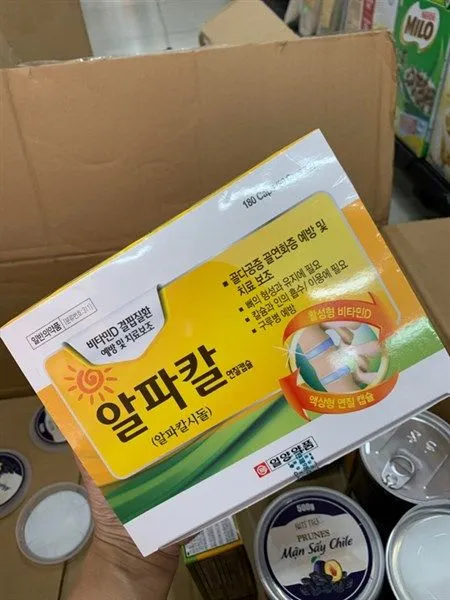 NESTLÉ
MILO
180 Capsules
일반의약품
비타민D 결핍질환
예방 및 치료보조
▪ 골다공증 골연화증 예방 및
치료 보조
▪ 뼈의 형성과 유지에 필요
▪ 칼슘과 인의 흡수/ 이용에 필요
▪ 구루병 예방
활성형 비타민D
액상형 연질 캡슐
알파칼
연질캡슐
(알파칼시돌)
일양약품
500g
NUTS
PRUNES
Mận Sấy Chile